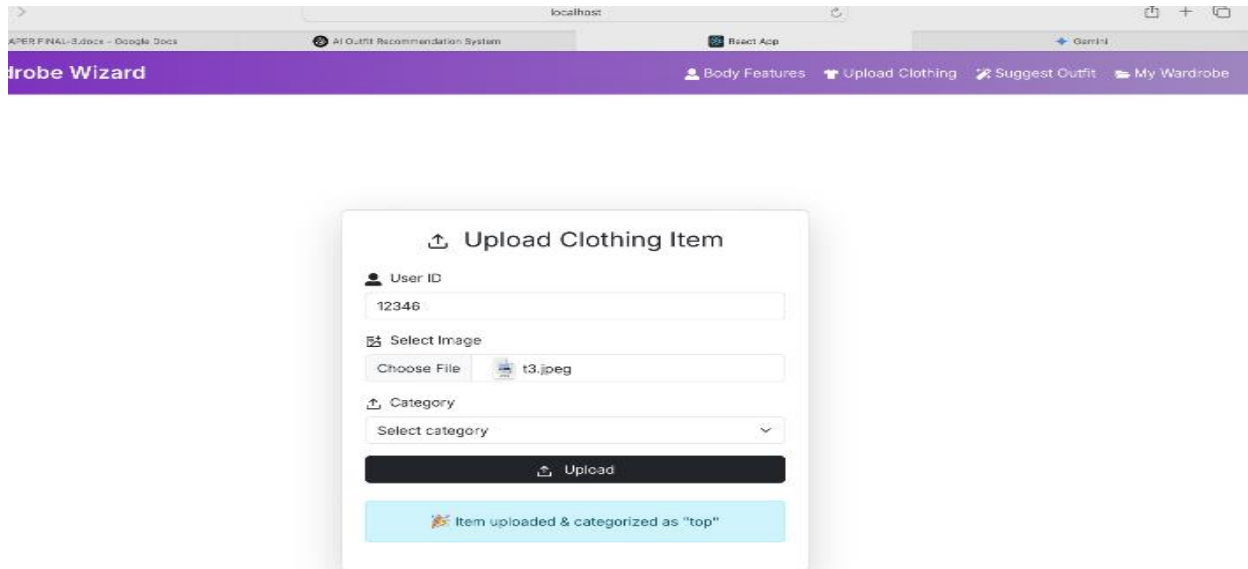 localhost
APER FINAL-3.docx - Google Docs AI Outfit Recommendation System React App Gemini
drobe Wizard Body Features Upload Clothing Suggest Outfit My Wardrobe
Upload Clothing Item
User ID
12346
Select Image
Choose File t3.jpeg
Category
Select category
Upload
🎉 Item uploaded & categorized as "top"